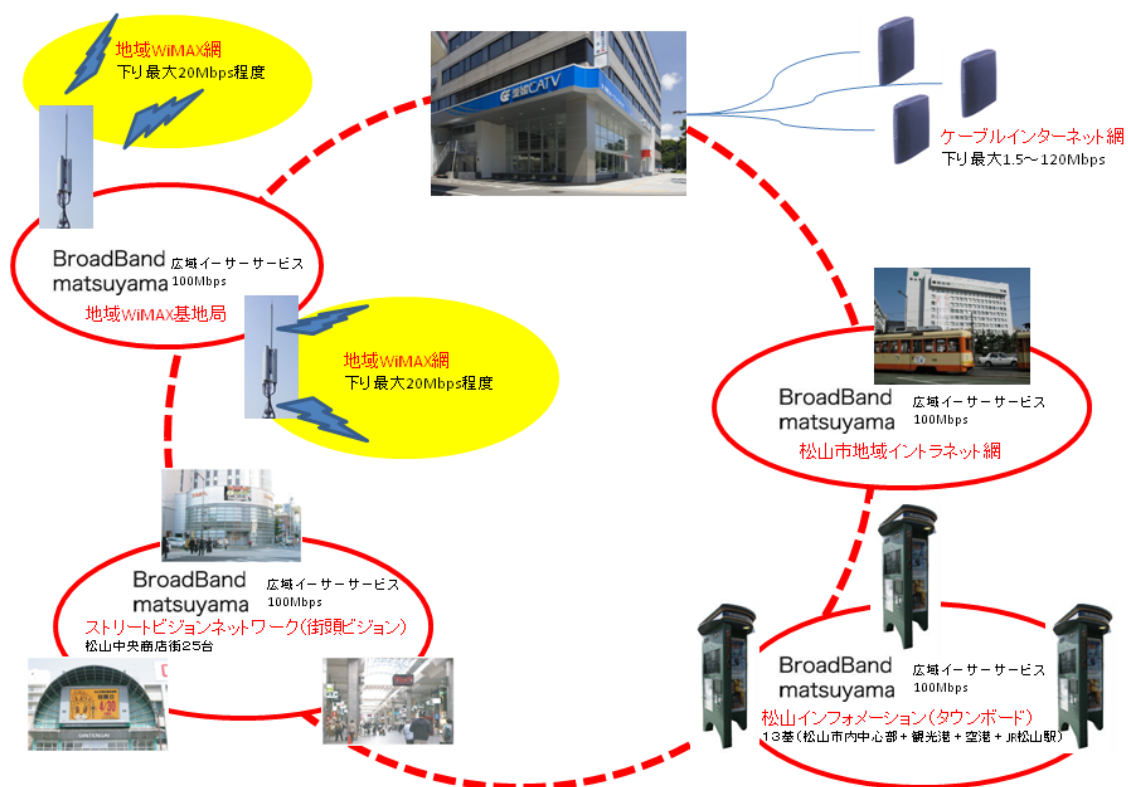 地域WiMAX網
下り最大20Mbps程度
愛媛CATV
ケーブルインターネット網
下り最大1.5～120Mbps
BroadBand
matsuyama
広域イーサーサービス
100Mbps
地域WiMAX基地局
地域WiMAX網
下り最大20Mbps程度
BroadBand
matsuyama
広域イーサーサービス
100Mbps
松山市地域イントラネット網
BroadBand
matsuyama
広域イーサーサービス
100Mbps
ストリートビジョンネットワーク（街頭ビジョン）
松山中央商店街25台
4/30
GINTENGAI
BroadBand
matsuyama
広域イーサーサービス
100Mbps
松山インフォメーション（タウンボード）
13基（松山市内中心部＋観光港＋空港＋JR松山駅）